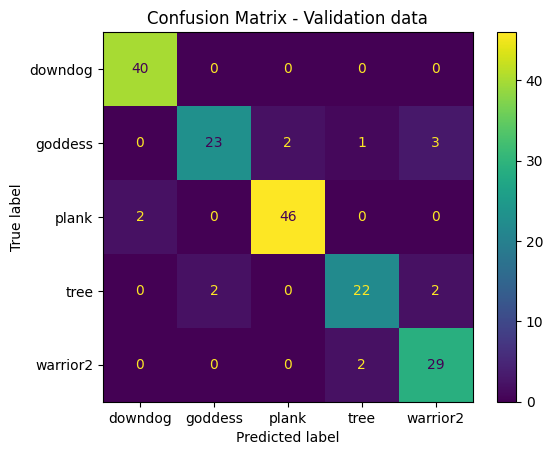 Confusion Matrix - Validation data
True label
downdog 40 0 0 0 0
goddess 0 23 2 1 3
plank 2 0 46 0 0
tree 0 2 0 22 2
warrior2 0 0 0 2 29
downdog goddess plank tree warrior2
Predicted label
40
30
20
10
0